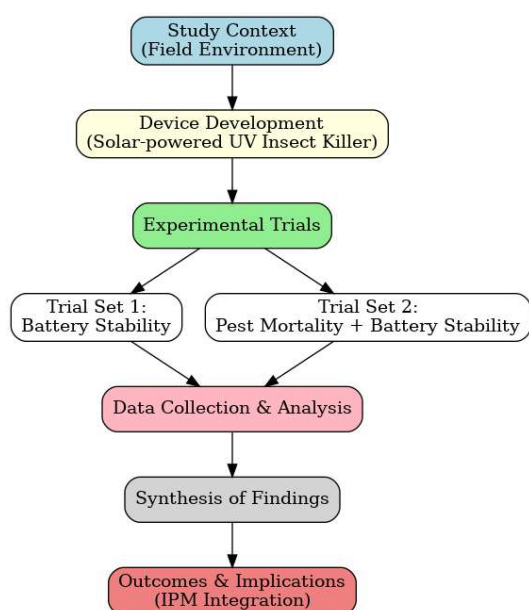 Study Context
(Field Environment)
Device Development
(Solar-powered UV Insect Killer)
Experimental Trials
Trial Set 1:
Battery Stability
Trial Set 2:
Pest Mortality + Battery Stability
Data Collection & Analysis
Synthesis of Findings
Outcomes & Implications
(IPM Integration)